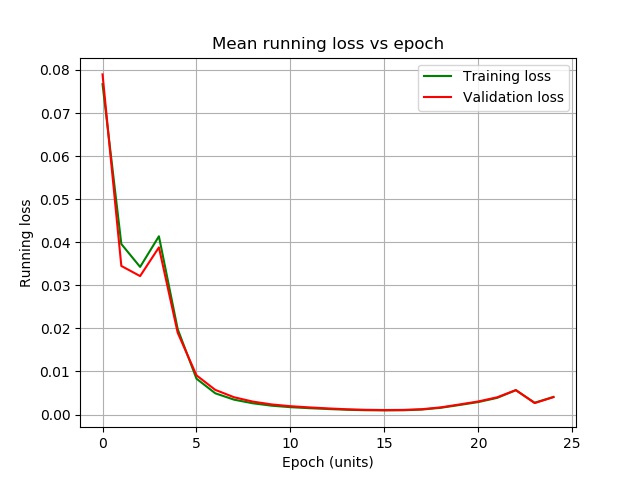 Mean running loss vs epoch
Training loss
Validation loss
0.08
0.07
0.06
0.05
0.04
0.03
0.02
0.01
0.00
Running loss
0 5 10 15 20 25
Epoch (units)